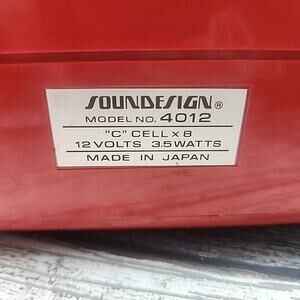 SOUNDESIGN®
MODEL NO. 4012
"C" CELL x 8
12 VOLTS 3.5 WATTS
MADE IN JAPAN